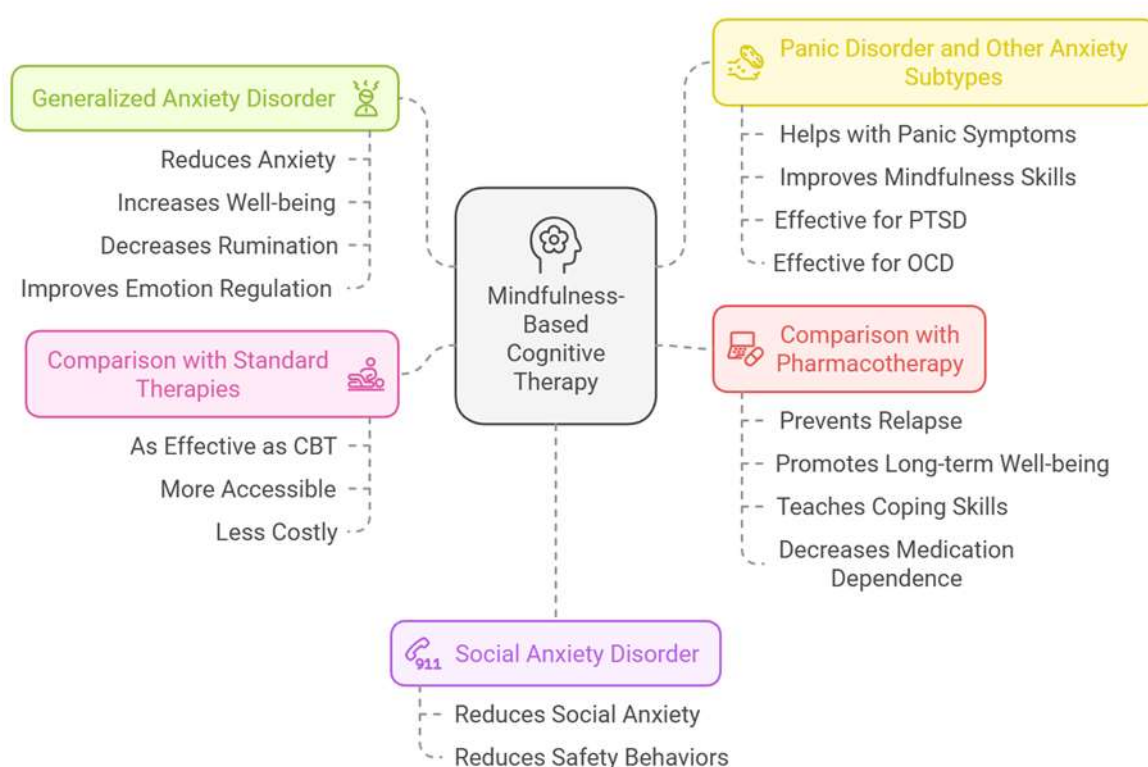 Generalized Anxiety Disorder
Reduces Anxiety
Increases Well-being
Decreases Rumination
Improves Emotion Regulation
Comparison with Standard
Therapies
As Effective as CBT
More Accessible
Less Costly
Mindfulness-
Based
Cognitive
Therapy
Panic Disorder and Other Anxiety
Subtypes
Helps with Panic Symptoms
Improves Mindfulness Skills
Effective for PTSD
Effective for OCD
Comparison with
Pharmacotherapy
Prevents Relapse
Promotes Long-term Well-being
Teaches Coping Skills
Decreases Medication
Dependence
911
Social Anxiety Disorder
Reduces Social Anxiety
Reduces Safety Behaviors